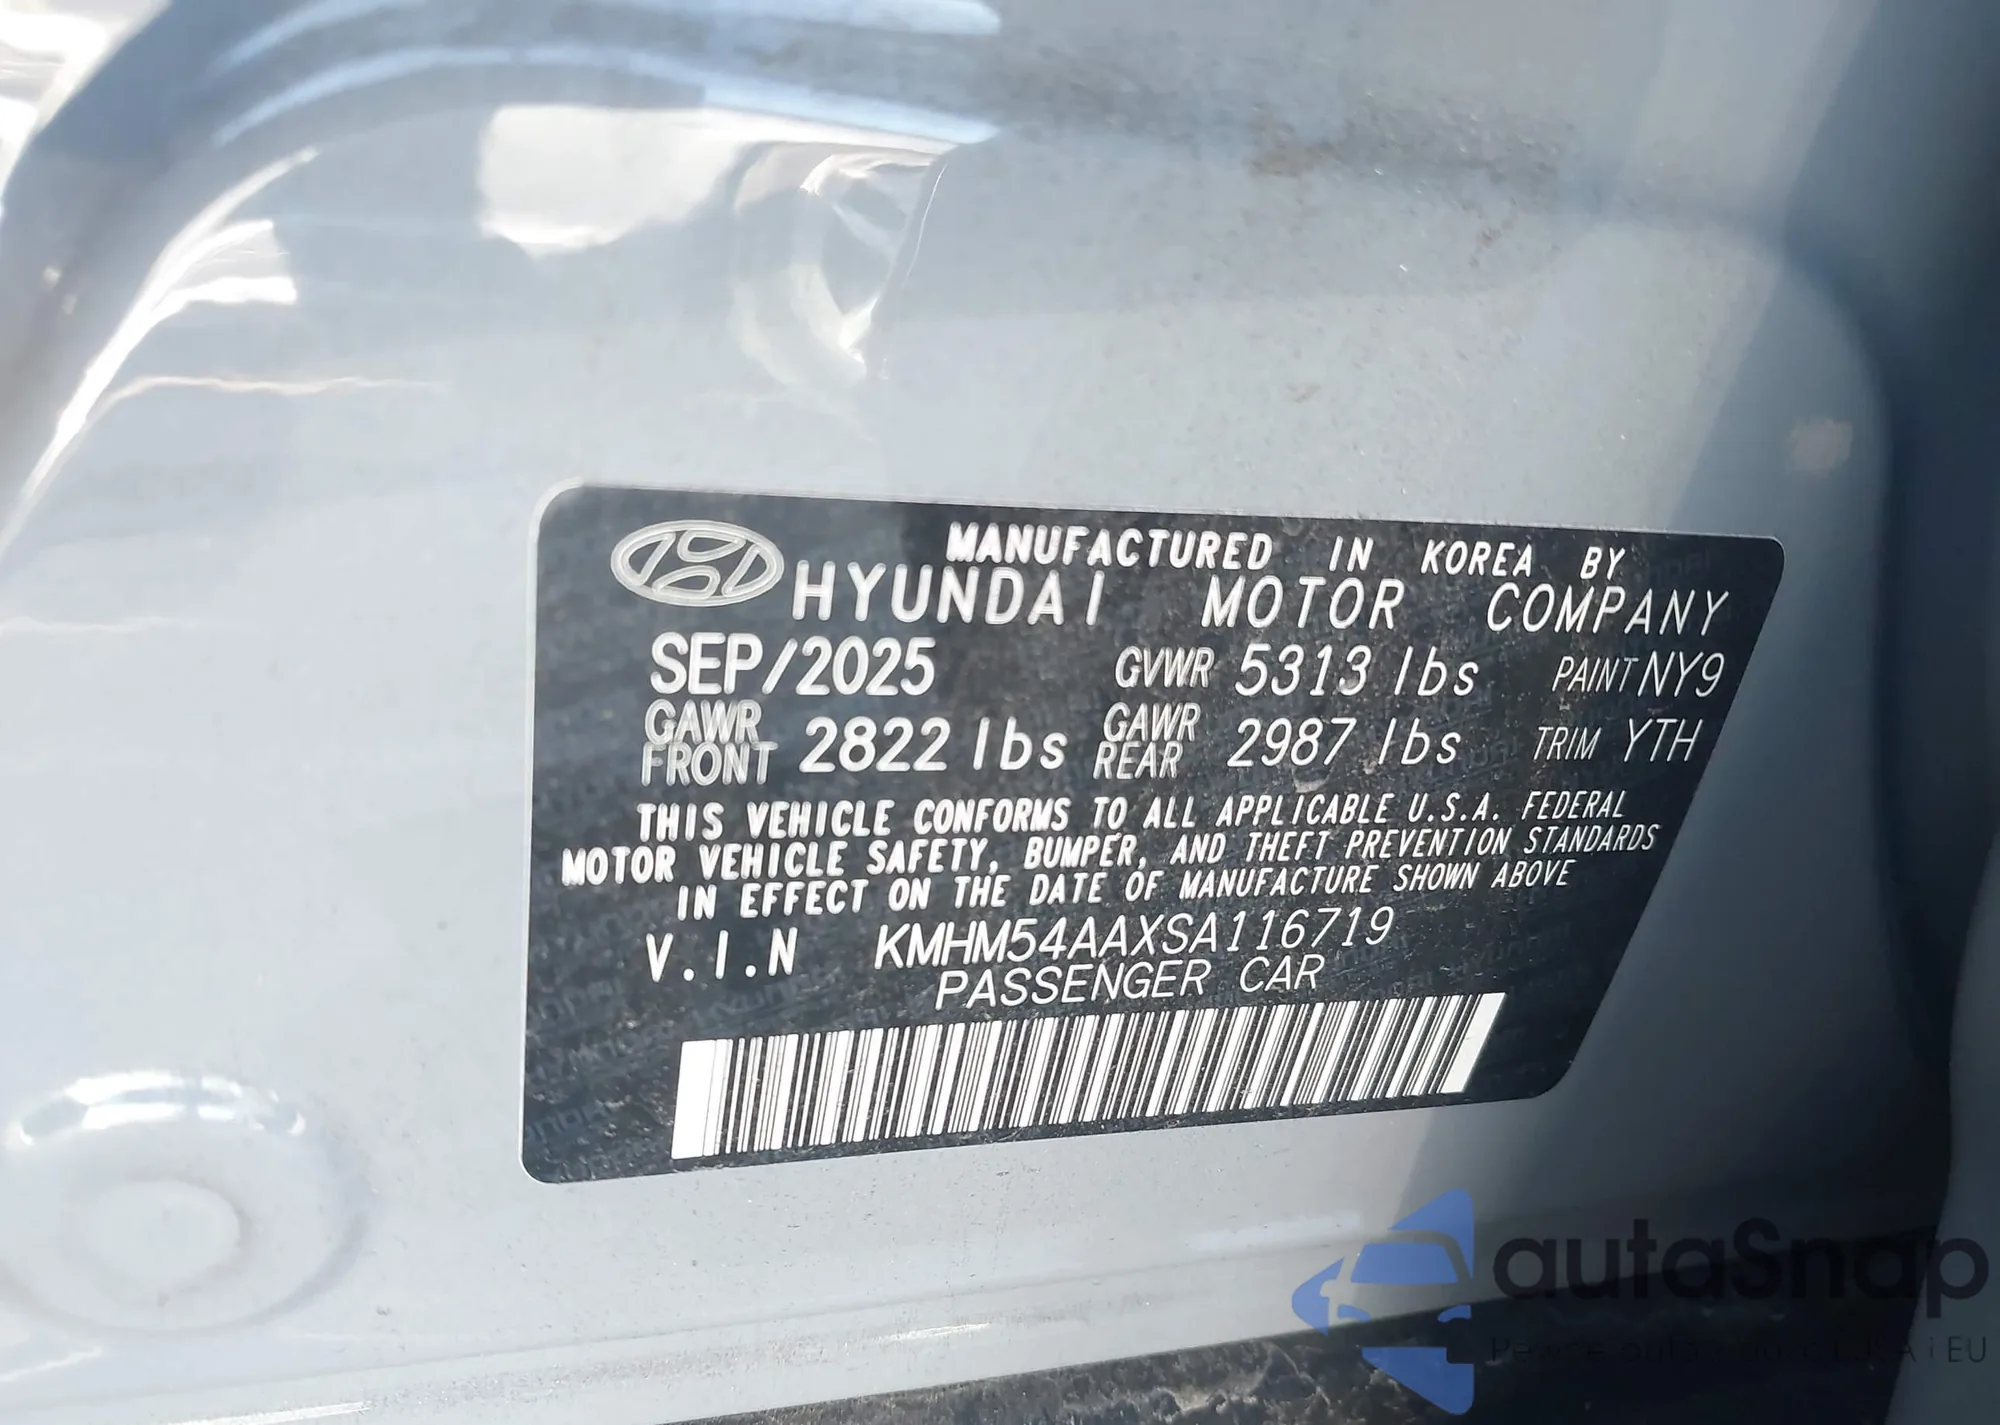 MANUFACTURED IN KOREA BY
HYUNDAI MOTOR COMPANY
SEP/2025 GVWR 5313 lbs PAINT NY9
GAWR FRONT 2822 lbs GAWR REAR 2987 lbs TRIM YTH
THIS VEHICLE CONFORMS TO ALL APPLICABLE U.S.A. FEDERAL
MOTOR VEHICLE SAFETY, BUMPER, AND THEFT PREVENTION STANDARDS
IN EFFECT ON THE DATE OF MANUFACTURE SHOWN ABOVE
V.I.N KMHM54AAXSA116719
PASSENGER CAR
autaSnap
i EU